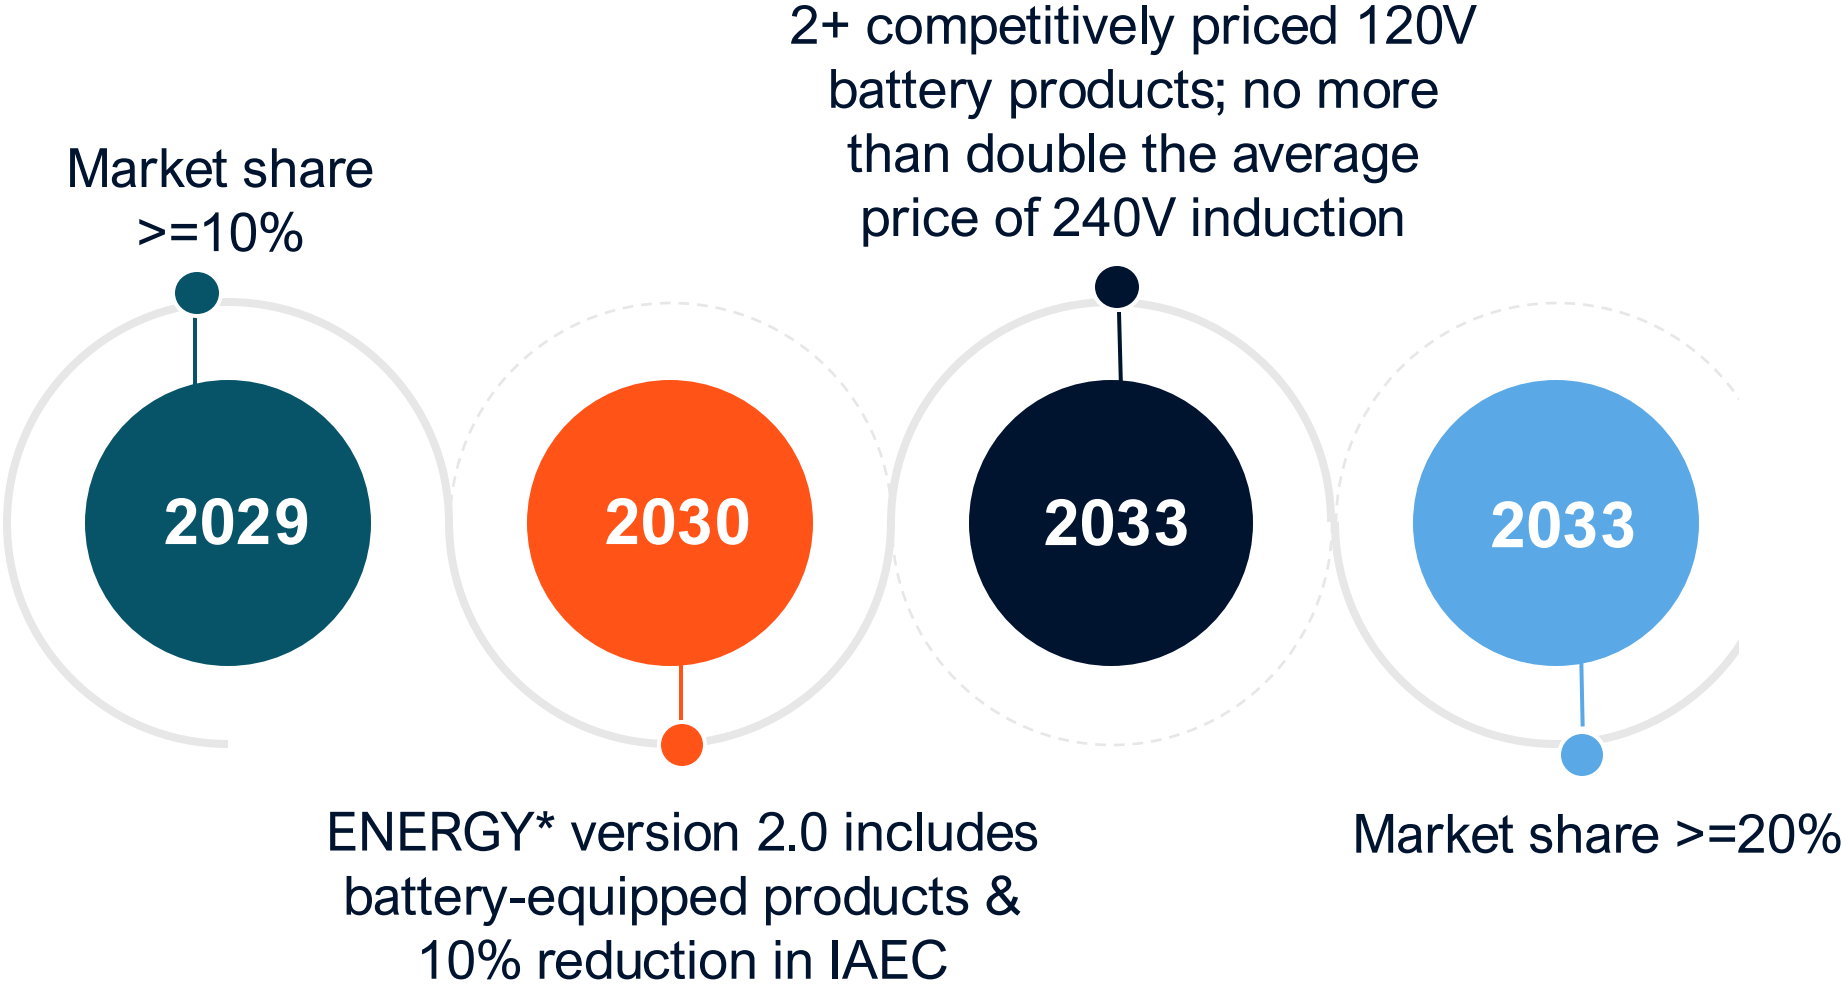 2+ competitively priced 120V
battery products; no more
than double the average
price of 240V induction
Market share
>=10%
2029
2030
2033
2033
ENERGY* version 2.0 includes
battery-equipped products &
10% reduction in IAEC
Market share >=20%